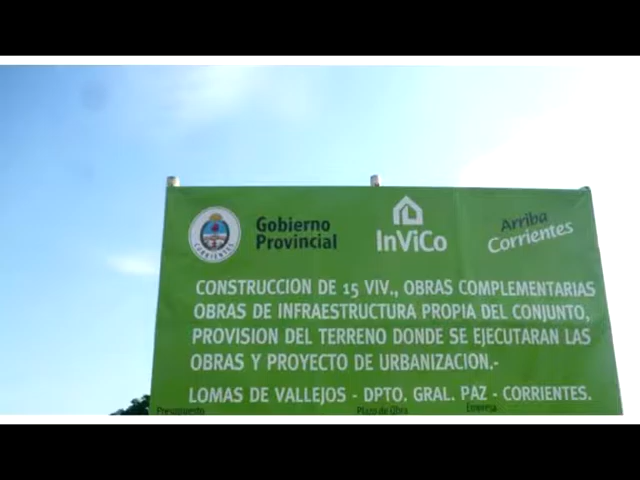 Gobierno
Provincial
CORRIENTES
InViCo
Arriba
Corrientes
CONSTRUCCION DE 15 VIV., OBRAS COMPLEMENTARIAS
OBRAS DE INFRAESTRUCTURA PROPIA DEL CONJUNTO,
PROVISION DEL TERRENO DONDE SE EJECUTARAN LAS
OBRAS Y PROYECTO DE URBANIZACION.-
LOMAS DE VALLEJOS - DPTO. GRAL. PAZ - CORRIENTES.
Presupuesto Plazo de Obra Empresa